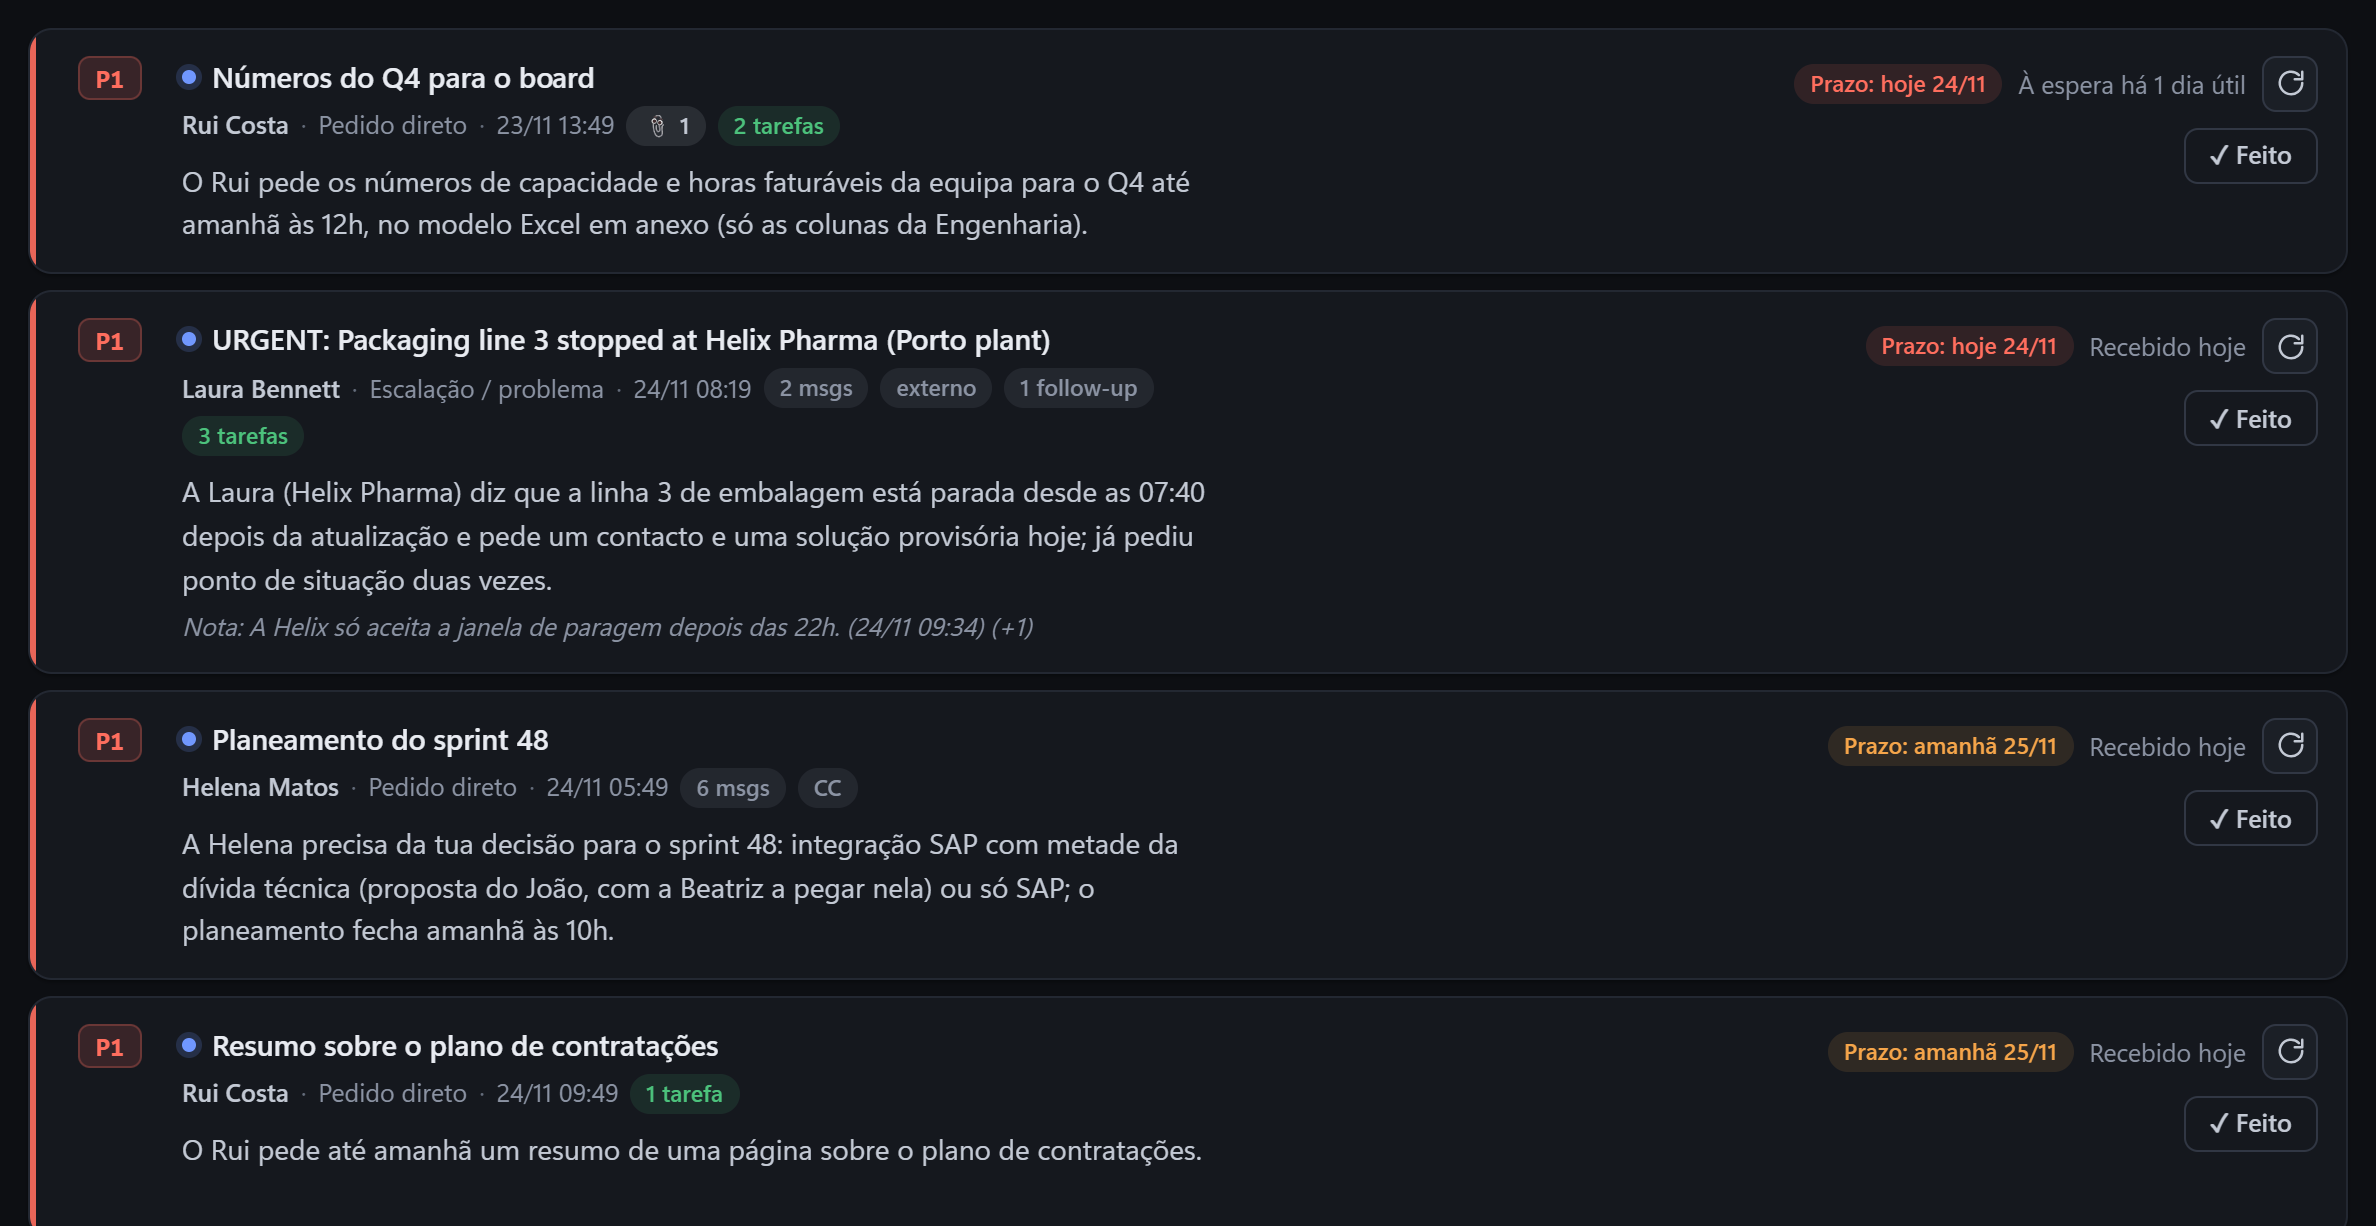 P1 Números do Q4 para o board Prazo: hoje 24/11 À espera há 1 dia útil
Rui Costa · Pedido direto · 23/11 13:49 1 2 tarefas
✓ Feito
O Rui pede os números de capacidade e horas faturáveis da equipa para o Q4 até
amanhã às 12h, no modelo Excel em anexo (só as colunas da Engenharia).
P1 URGENT: Packaging line 3 stopped at Helix Pharma (Porto plant) Prazo: hoje 24/11 Recebido hoje
Laura Bennett · Escalação / problema · 24/11 08:19 2 msgs externo 1 follow-up
✓ Feito
3 tarefas
A Laura (Helix Pharma) diz que a linha 3 de embalagem está parada desde as 07:40
depois da atualização e pede um contacto e uma solução provisória hoje; já pediu
ponto de situação duas vezes.
Nota: A Helix só aceita a janela de paragem depois das 22h. (24/11 09:34) (+1)
P1 Planeamento do sprint 48 Prazo: amanhã 25/11 Recebido hoje
Helena Matos · Pedido direto · 24/11 05:49 6 msgs CC
✓ Feito
A Helena precisa da tua decisão para o sprint 48: integração SAP com metade da
dívida técnica (proposta do João, com a Beatriz a pegar nela) ou só SAP; o
planeamento fecha amanhã às 10h.
P1 Resumo sobre o plano de contratações Prazo: amanhã 25/11 Recebido hoje
Rui Costa · Pedido direto · 24/11 09:49 1 tarefa
✓ Feito
O Rui pede até amanhã um resumo de uma página sobre o plano de contratações.